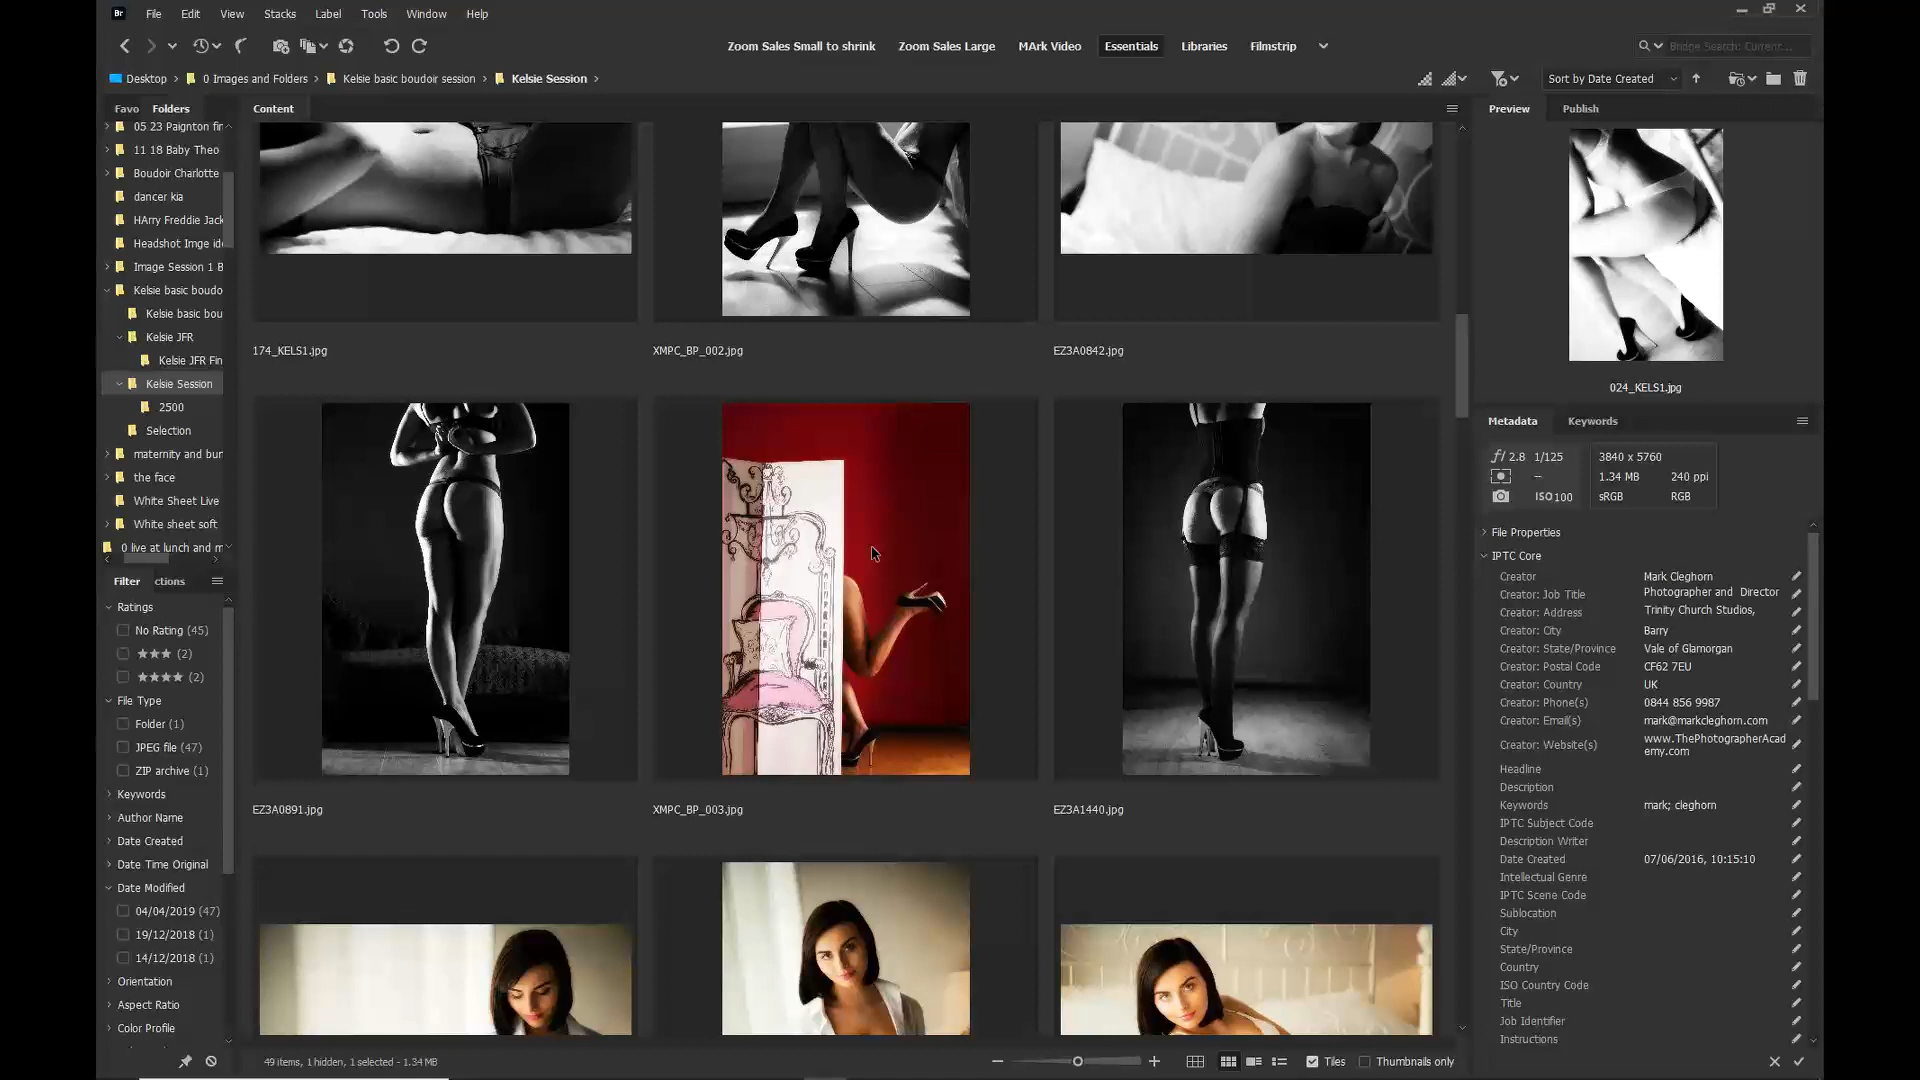 Br File Edit View Stacks Label Tools Window Help
Zoom Sales Small to shrink Zoom Sales Large MArk Video Essentials Libraries Filmstrip
Bridge Search: Current...
Desktop 0 Images and Folders Kelsie basic boudoir session Kelsie Session
Sort by Date Created
Favo Folders
05 23 Paignton fir
11 18 Baby Theo
Boudoir Charlotte
dancer kia
HArry Freddie Jack
Headshot Imge id
Image Session 1 B
Kelsie basic boudo
Kelsie basic bou
Kelsie JFR
Kelsie JFR Fin
Kelsie Session
2500
Selection
maternity and bur
the face
White Sheet Live
White sheet soft
0 live at lunch and m
Filter ctions
Ratings
No Rating (45)
★★★ (2)
★★★★ (2)
File Type
Folder (1)
JPEG file (47)
ZIP archive (1)
Keywords
Author Name
Date Created
Date Time Original
Date Modified
04/04/2019 (47)
19/12/2018 (1)
14/12/2018 (1)
Orientation
Aspect Ratio
Color Profile
Content
174_KELS1.jpg
XMPC_BP_002.jpg
EZ3A0842.jpg
EZ3A0891.jpg
XMPC_BP_003.jpg
EZ3A1440.jpg
49 items, 1 hidden, 1 selected - 1.34 MB
Tiles Thumbnails only
Preview Publish
024_KELS1.jpg
Metadata Keywords
f/ 2.8 1/125
--
ISO100
3840 x 5760
1.34 MB 240 ppi
sRGB RGB
File Properties
IPTC Core
Creator Mark Cleghorn
Creator: Job Title Photographer and Director
Creator: Address Trinity Church Studios,
Creator: City Barry
Creator: State/Province Vale of Glamorgan
Creator: Postal Code CF62 7EU
Creator: Country UK
Creator: Phone(s) 0844 856 9987
Creator: Email(s) mark@markcleghorn.com
Creator: Website(s) www.ThePhotographerAcad
emy.com
Headline
Description
Keywords mark; cleghorn
IPTC Subject Code
Description Writer
Date Created 07/06/2016, 10:15:10
Intellectual Genre
IPTC Scene Code
Sublocation
City
State/Province
Country
ISO Country Code
Title
Job Identifier
Instructions